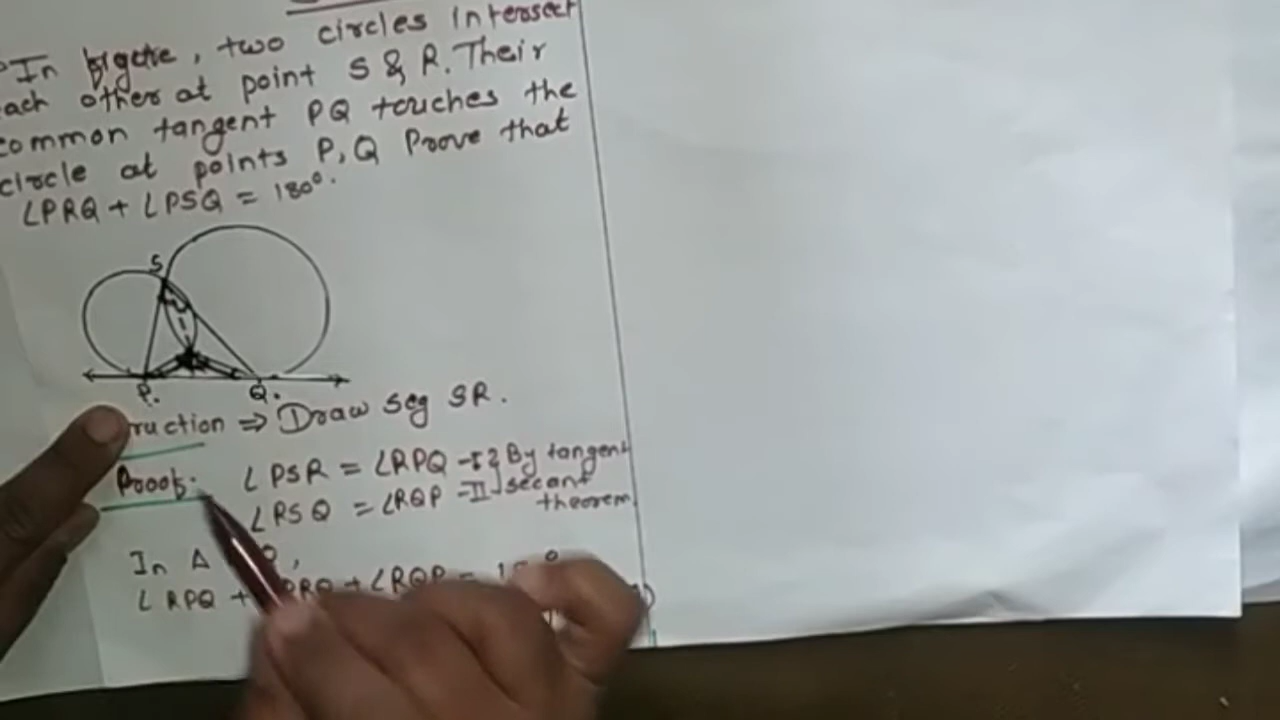 In figure, two circles intersect
each other at point S & R. Their
common tangent PQ touches the
circle at points P, Q Prove that
∠PRQ + ∠PSQ = 180°.
S
P. Q.
ruction ⇒ Draw seg SR.
Proof:- ∠PSR = ∠RPQ -I } By tangent
∠RSQ = ∠RQP -II secant
theorem
In Δ
∠RPQ + PRQ + ∠RQP =